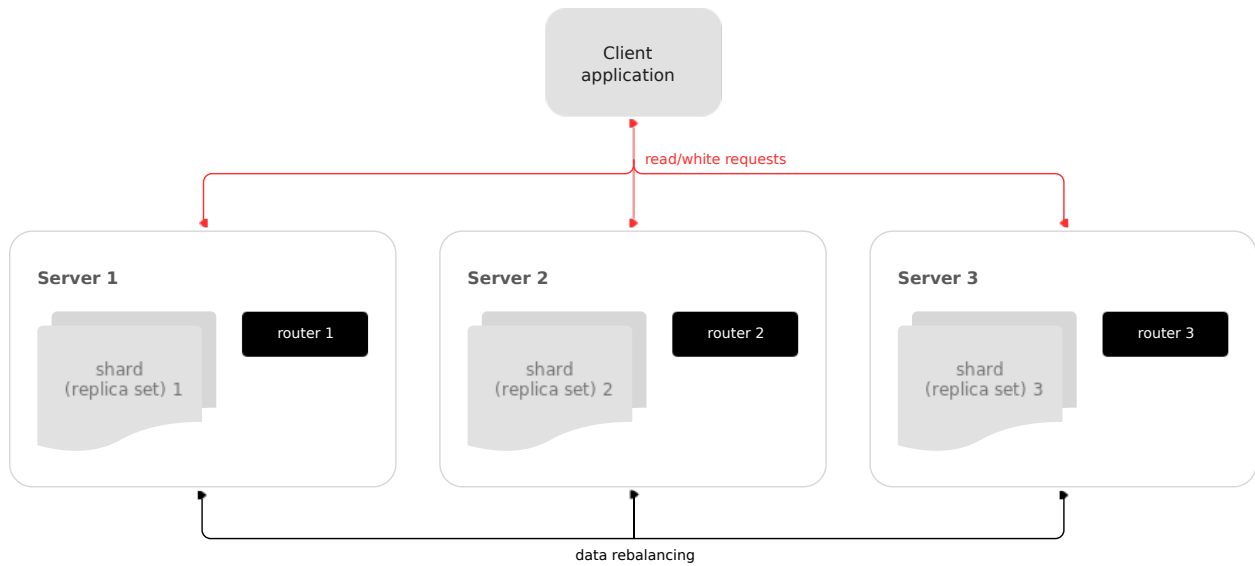 Client
application
read/white requests
Server 1
router 1
shard
(replica set) 1
Server 2
router 2
shard
(replica set) 2
Server 3
router 3
shard
(replica set) 3
data rebalancing